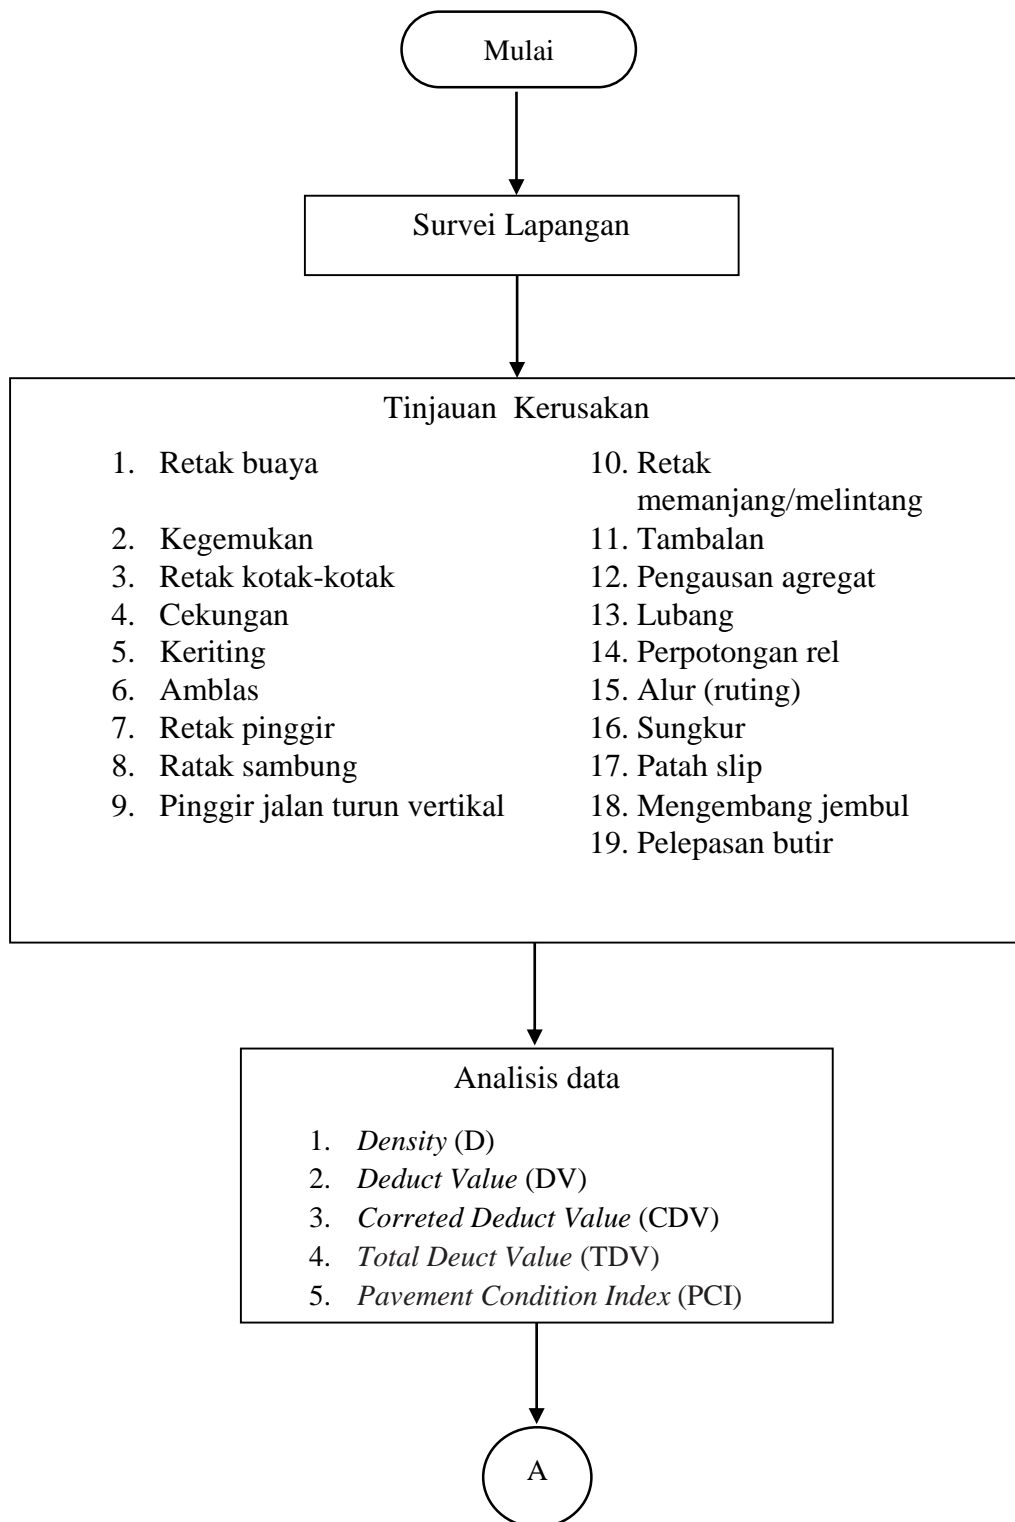 Mulai
Survei Lapangan
Tinjauan Kerusakan
1. Retak buaya
2. Kegemukan
3. Retak kotak-kotak
4. Cekungan
5. Keriting
6. Amblas
7. Retak pinggir
8. Ratak sambung
9. Pinggir jalan turun vertikal
10. Retak
memanjang/melintang
11. Tambalan
12. Pengausan agregat
13. Lubang
14. Perpotongan rel
15. Alur (ruting)
16. Sungkur
17. Patah slip
18. Mengembang jembul
19. Pelepasan butir
Analisis data
1. Density (D)
2. Deduct Value (DV)
3. Correted Deduct Value (CDV)
4. Total Deuct Value (TDV)
5. Pavement Condition Index (PCI)
A